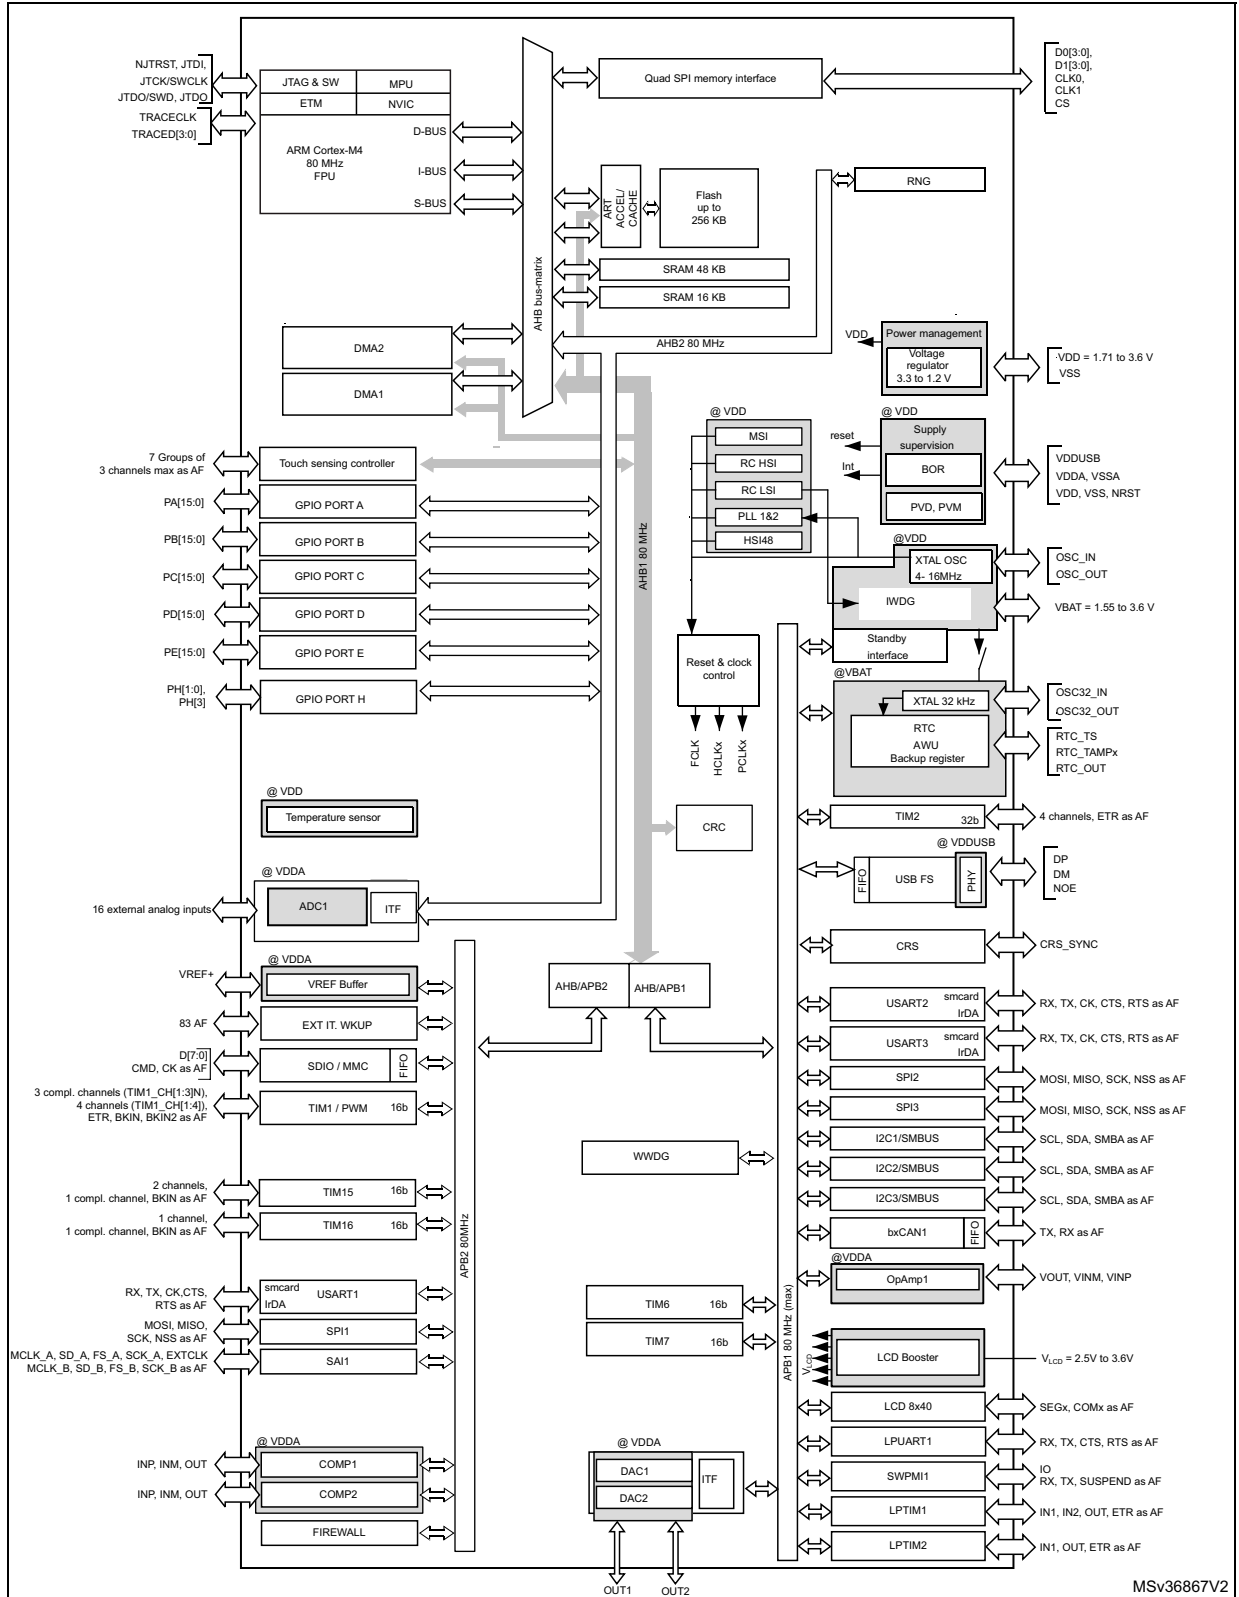 NJTRST, JTDI,
JTCK/SWCLK
JTDO/SWD, JTDO
TRACECLK
TRACED[3:0]
JTAG & SW
MPU
ETM
NVIC
ARM Cortex-M4
80 MHz
FPU
D-BUS
I-BUS
S-BUS
AHB bus-matrix
Quad SPI memory interface
D0[3:0],
D1[3:0],
CLK0,
CLK1
CS
ART
ACCEL/
CACHE
Flash
up to
256 KB
RNG
SRAM 48 KB
SRAM 16 KB
AHB2 80 MHz
DMA2
DMA1
VDD
Power management
Voltage
regulator
3.3 to 1.2 V
VDD = 1.71 to 3.6 V
VSS
@ VDD
MSI
RC HSI
RC LSI
PLL 1&2
HSI48
@ VDD
reset
Int
Supply
supervision
BOR
PVD, PVM
VDDUSB
VDDA, VSSA
VDD, VSS, NRST
7 Groups of
3 channels max as AF
Touch sensing controller
PA[15:0]
GPIO PORT A
PB[15:0]
GPIO PORT B
PC[15:0]
GPIO PORT C
PD[15:0]
GPIO PORT D
PE[15:0]
GPIO PORT E
PH[1:0],
PH[3]
GPIO PORT H
AHB1 80 MHz
@VDD
XTAL OSC
4- 16MHz
IWDG
OSC_IN
OSC_OUT
VBAT = 1.55 to 3.6 V
Standby
interface
Reset & clock
control
FCLK
HCLKx
PCLKx
@VBAT
XTAL 32 kHz
RTC
AWU
Backup register
OSC32_IN
OSC32_OUT
RTC_TS
RTC_TAMPx
RTC_OUT
@ VDD
Temperature sensor
CRC
TIM2
32b
4 channels, ETR as AF
@ VDDUSB
FIFO
USB FS
PHY
DP
DM
NOE
@ VDDA
16 external analog inputs
ADC1
ITF
CRS
CRS_SYNC
VREF+
@ VDDA
VREF Buffer
AHB/APB2
AHB/APB1
83 AF
EXT IT. WKUP
D[7:0]
CMD, CK as AF
SDIO / MMC
FIFO
3 compl. channels (TIM1_CH[1:3]N),
4 channels (TIM1_CH[1:4]),
ETR, BKIN, BKIN2 as AF
TIM1 / PWM
16b
USART2
smcard
IrDA
RX, TX, CK, CTS, RTS as AF
USART3
smcard
IrDA
RX, TX, CK, CTS, RTS as AF
SPI2
MOSI, MISO, SCK, NSS as AF
SPI3
MOSI, MISO, SCK, NSS as AF
WWDG
I2C1/SMBUS
SCL, SDA, SMBA as AF
I2C2/SMBUS
SCL, SDA, SMBA as AF
I2C3/SMBUS
SCL, SDA, SMBA as AF
2 channels,
1 compl. channel, BKIN as AF
TIM15
16b
1 channel,
1 compl. channel, BKIN as AF
TIM16
16b
APB2 80MHz
bxCAN1
FIFO
TX, RX as AF
@VDDA
OpAmp1
VOUT, VINM, VINP
RX, TX, CK,CTS,
RTS as AF
smcard
IrDA
USART1
TIM6
16b
MOSI, MISO,
SCK, NSS as AF
SPI1
TIM7
16b
MCLK_A, SD_A, FS_A, SCK_A, EXTCLK
MCLK_B, SD_B, FS_B, SCK_B as AF
SAI1
APB1 80 MHz (max)
VLCD
LCD Booster
VLCD = 2.5V to 3.6V
LCD 8x40
SEGx, COMx as AF
LPUART1
RX, TX, CTS, RTS as AF
@ VDDA
INP, INM, OUT
COMP1
INP, INM, OUT
COMP2
FIREWALL
@ VDDA
DAC1
DAC2
ITF
OUT1
OUT2
SWPMI1
IO
RX, TX, SUSPEND as AF
LPTIM1
IN1, IN2, OUT, ETR as AF
LPTIM2
IN1, OUT, ETR as AF
MSv36867V2